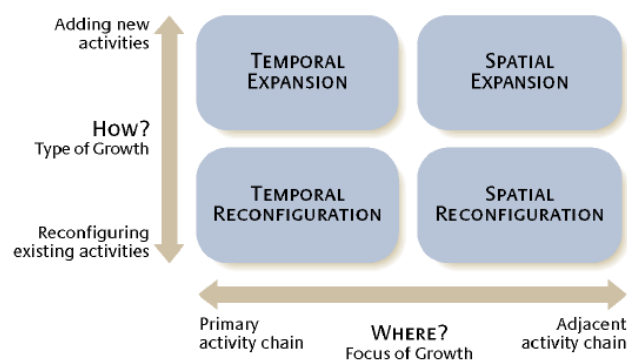 Adding new
activities
HOW?
Type of Growth
Reconfiguring
existing activities
TEMPORAL
EXPANSION
SPATIAL
EXPANSION
TEMPORAL
RECONFIGURATION
SPATIAL
RECONFIGURATION
Primary
activity chain
WHERE?
Focus of Growth
Adjacent
activity chain